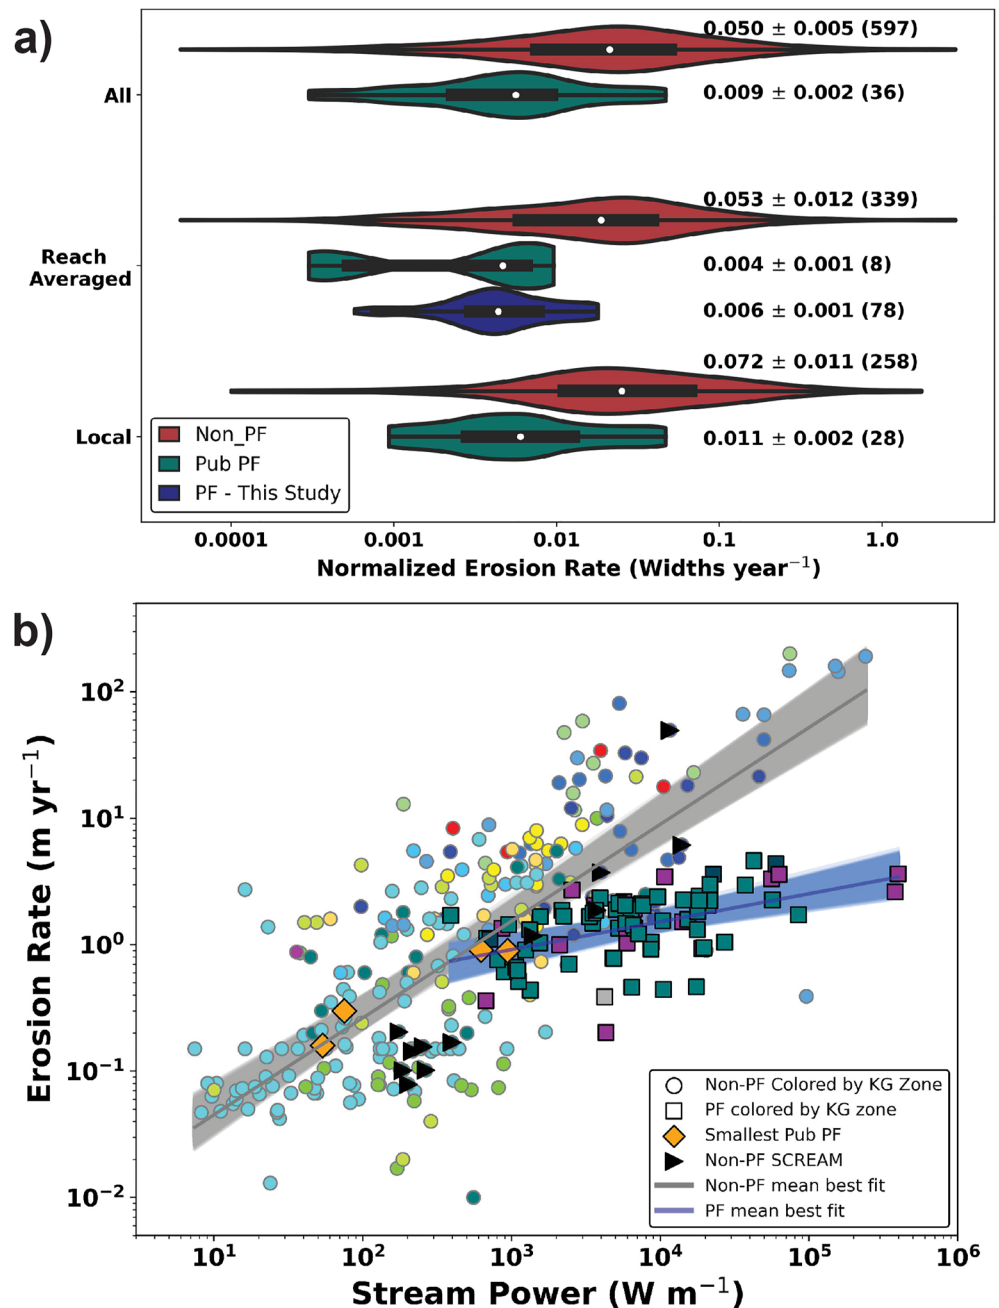 a)
0.050 ± 0.005 (597)
All
0.009 ± 0.002 (36)
0.053 ± 0.012 (339)
Reach
Averaged
0.004 ± 0.001 (8)
0.006 ± 0.001 (78)
0.072 ± 0.011 (258)
Local
0.011 ± 0.002 (28)
Non_PF
Pub PF
PF - This Study
0.0001 0.001 0.01 0.1 1.0
Normalized Erosion Rate (Widths year⁻¹)
b)
10²
10¹
10⁰
10⁻¹
10⁻²
Erosion Rate (m yr⁻¹)
Non-PF Colored by KG Zone
PF colored by KG zone
Smallest Pub PF
Non-PF SCREAM
Non-PF mean best fit
PF mean best fit
10¹ 10² 10³ 10⁴ 10⁵ 10⁶
Stream Power (W m⁻¹)